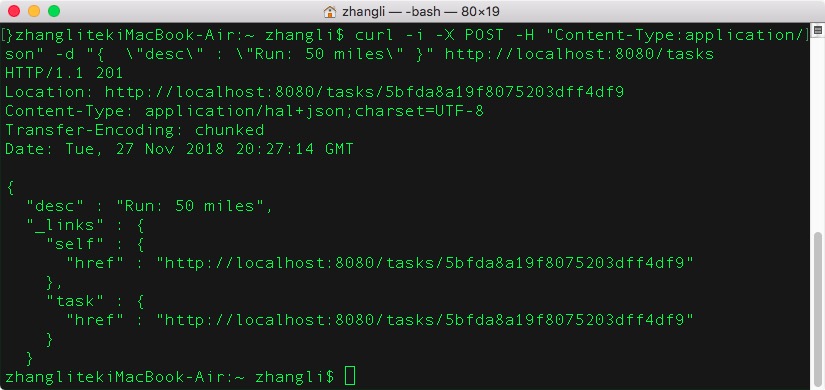 zhangli — -bash — 80×19
[}zhanglitekiMacBook-Air:~ zhangli$ curl -i -X POST -H "Content-Type:application/]
son" -d "{  \"desc\" : \"Run: 50 miles\" }" http://localhost:8080/tasks
HTTP/1.1 201
Location: http://localhost:8080/tasks/5bfda8a19f8075203dff4df9
Content-Type: application/hal+json;charset=UTF-8
Transfer-Encoding: chunked
Date: Tue, 27 Nov 2018 20:27:14 GMT

{
  "desc" : "Run: 50 miles",
  "_links" : {
    "self" : {
      "href" : "http://localhost:8080/tasks/5bfda8a19f8075203dff4df9"
    },
    "task" : {
      "href" : "http://localhost:8080/tasks/5bfda8a19f8075203dff4df9"
    }
  }
zhanglitekiMacBook-Air:~ zhangli$